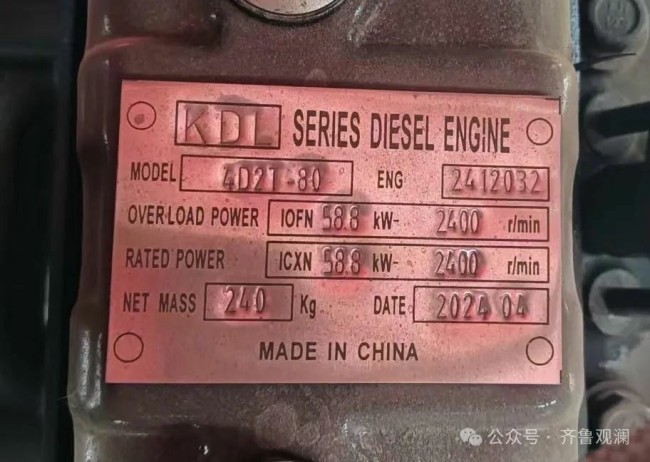 KDL SERIES DIESEL ENGINE
MODEL 4D2T-80 ENG 2412032
OVER LOAD POWER IOFN 58.8 kW- 2400 r/min
RATED POWER ICXN 58.8 kW- 2400 r/min
NET MASS 240 Kg DATE 2024 04
MADE IN CHINA
公众号 · 齐鲁观澜